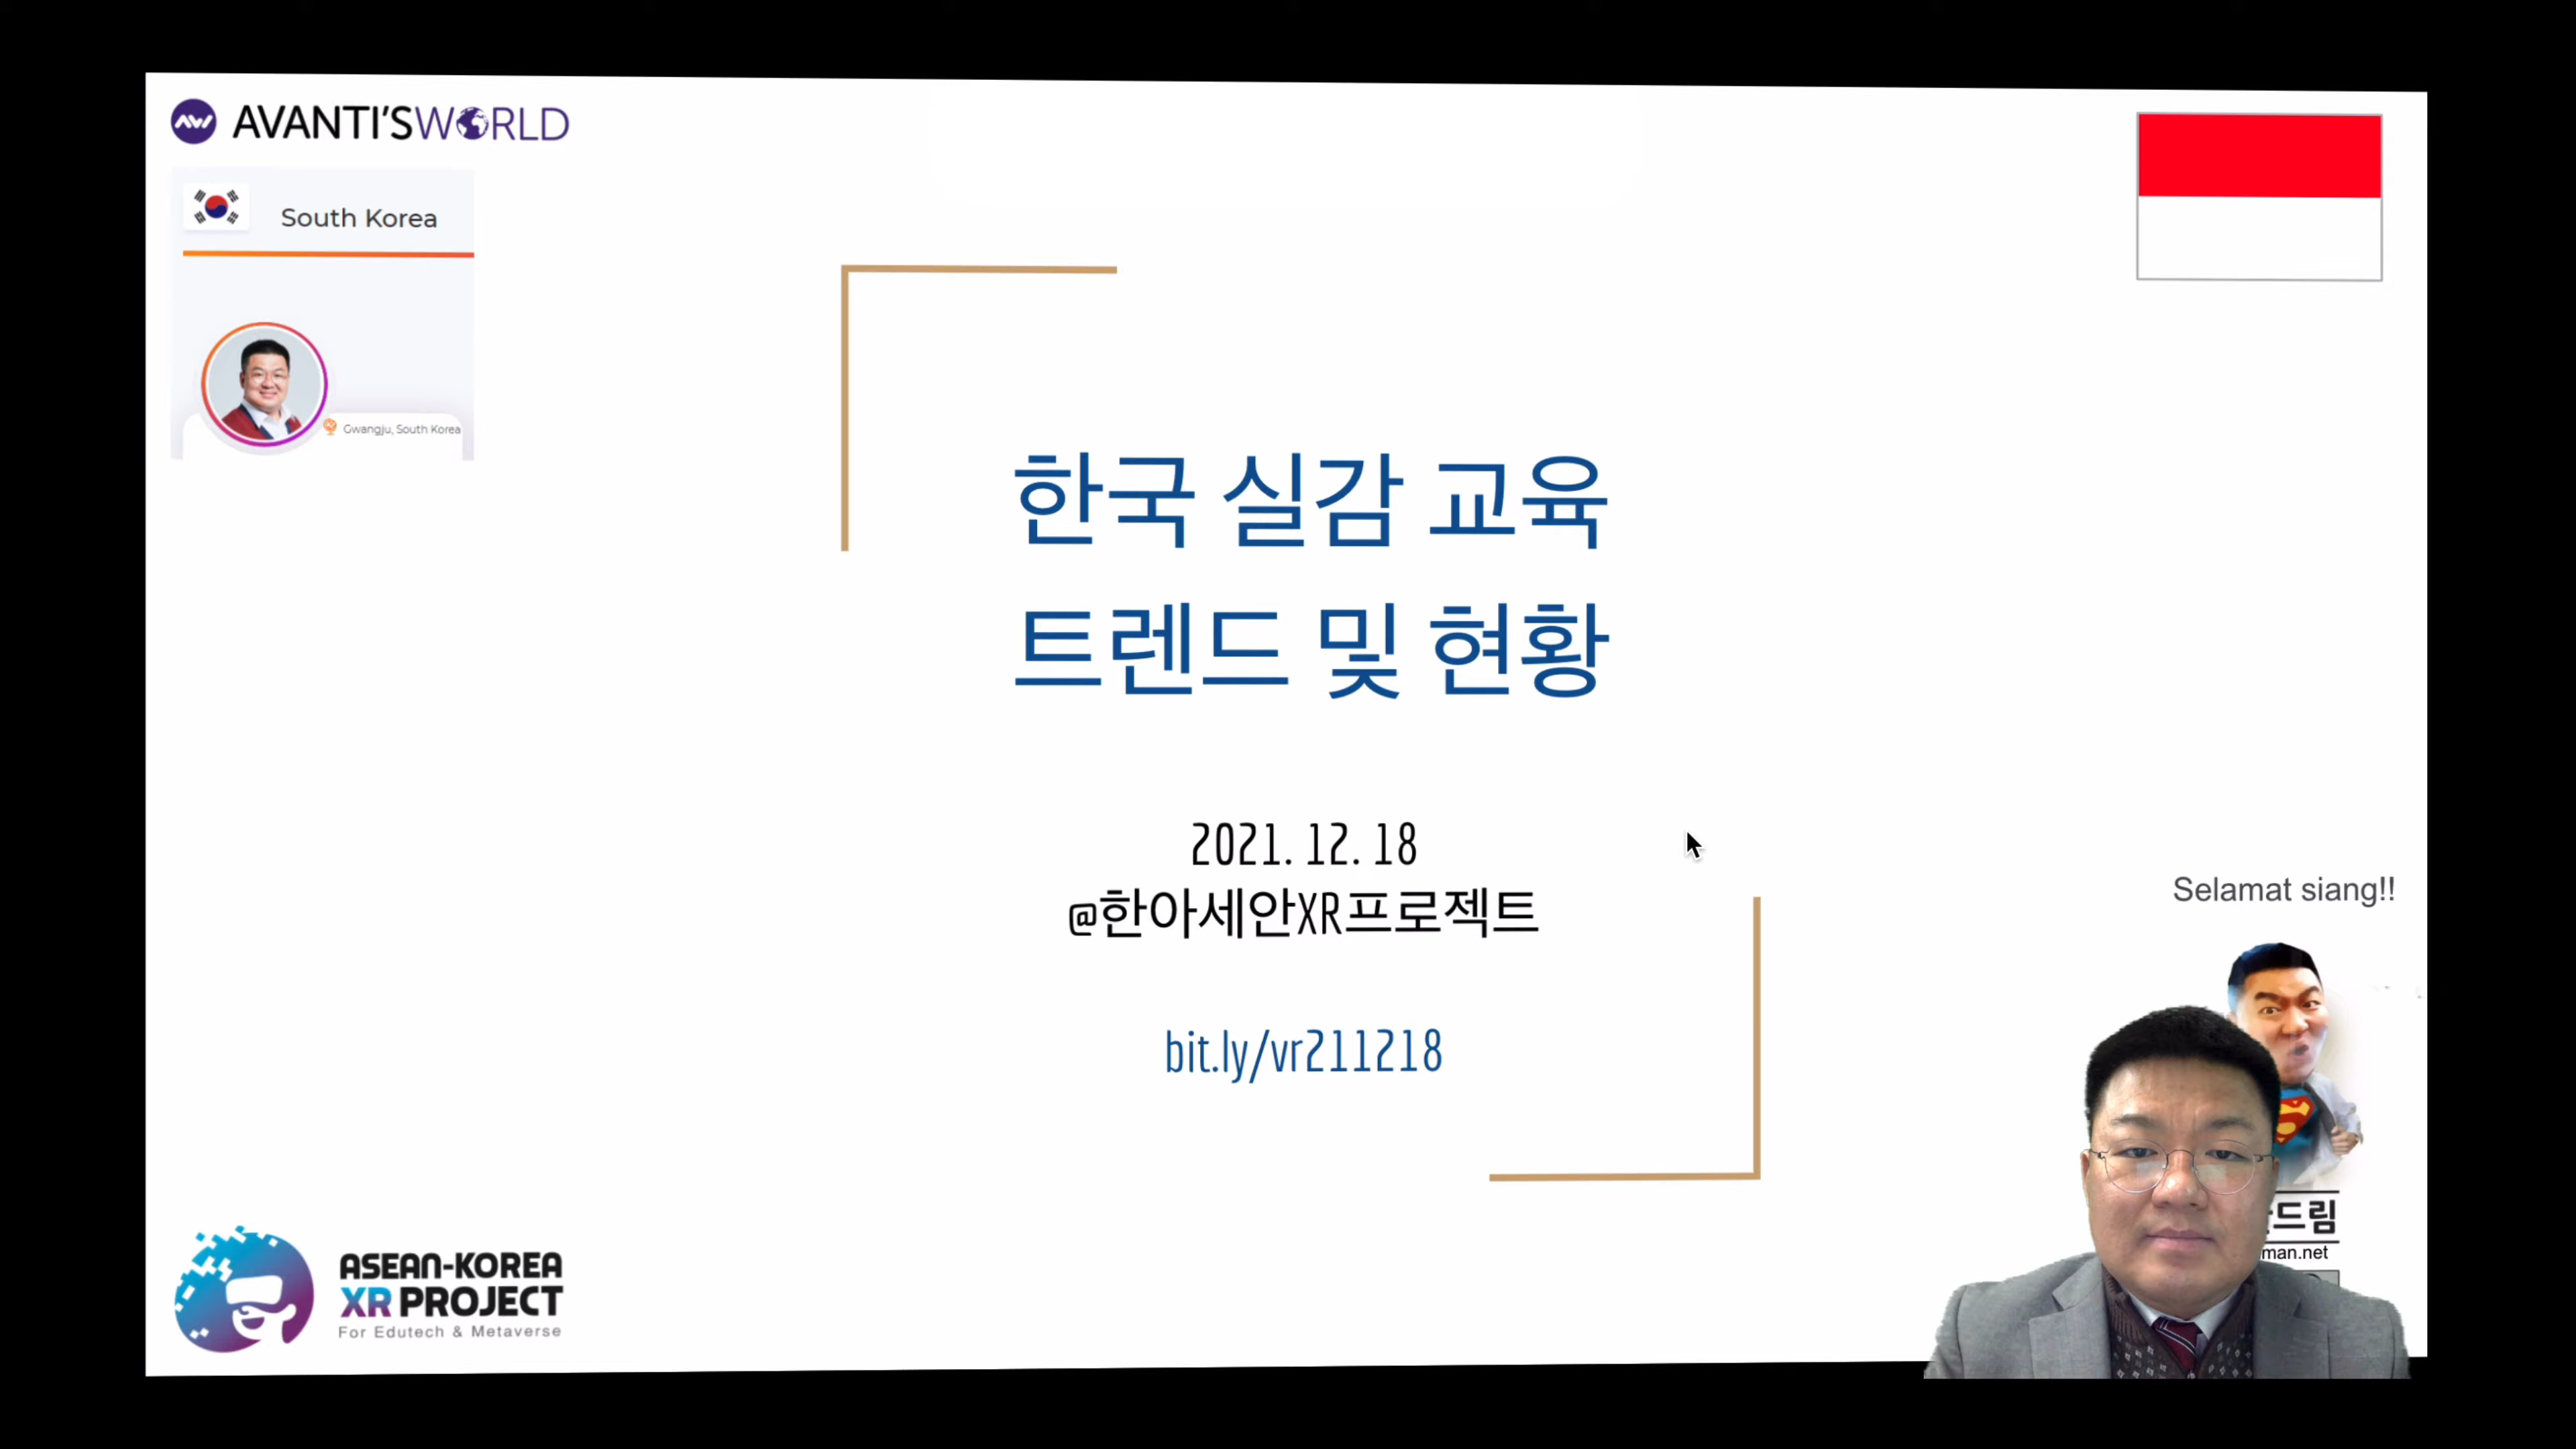 AVANTI'SWORLD
South Korea
Gwangju, South Korea
한국 실감 교육
트렌드 및 현황
2021. 12. 18
@한아세안XR프로젝트
bit.ly/vr211218
Selamat siang!!
드림
man.net
ASEAN-KOREA
XR PROJECT
For Edutech & Metaverse